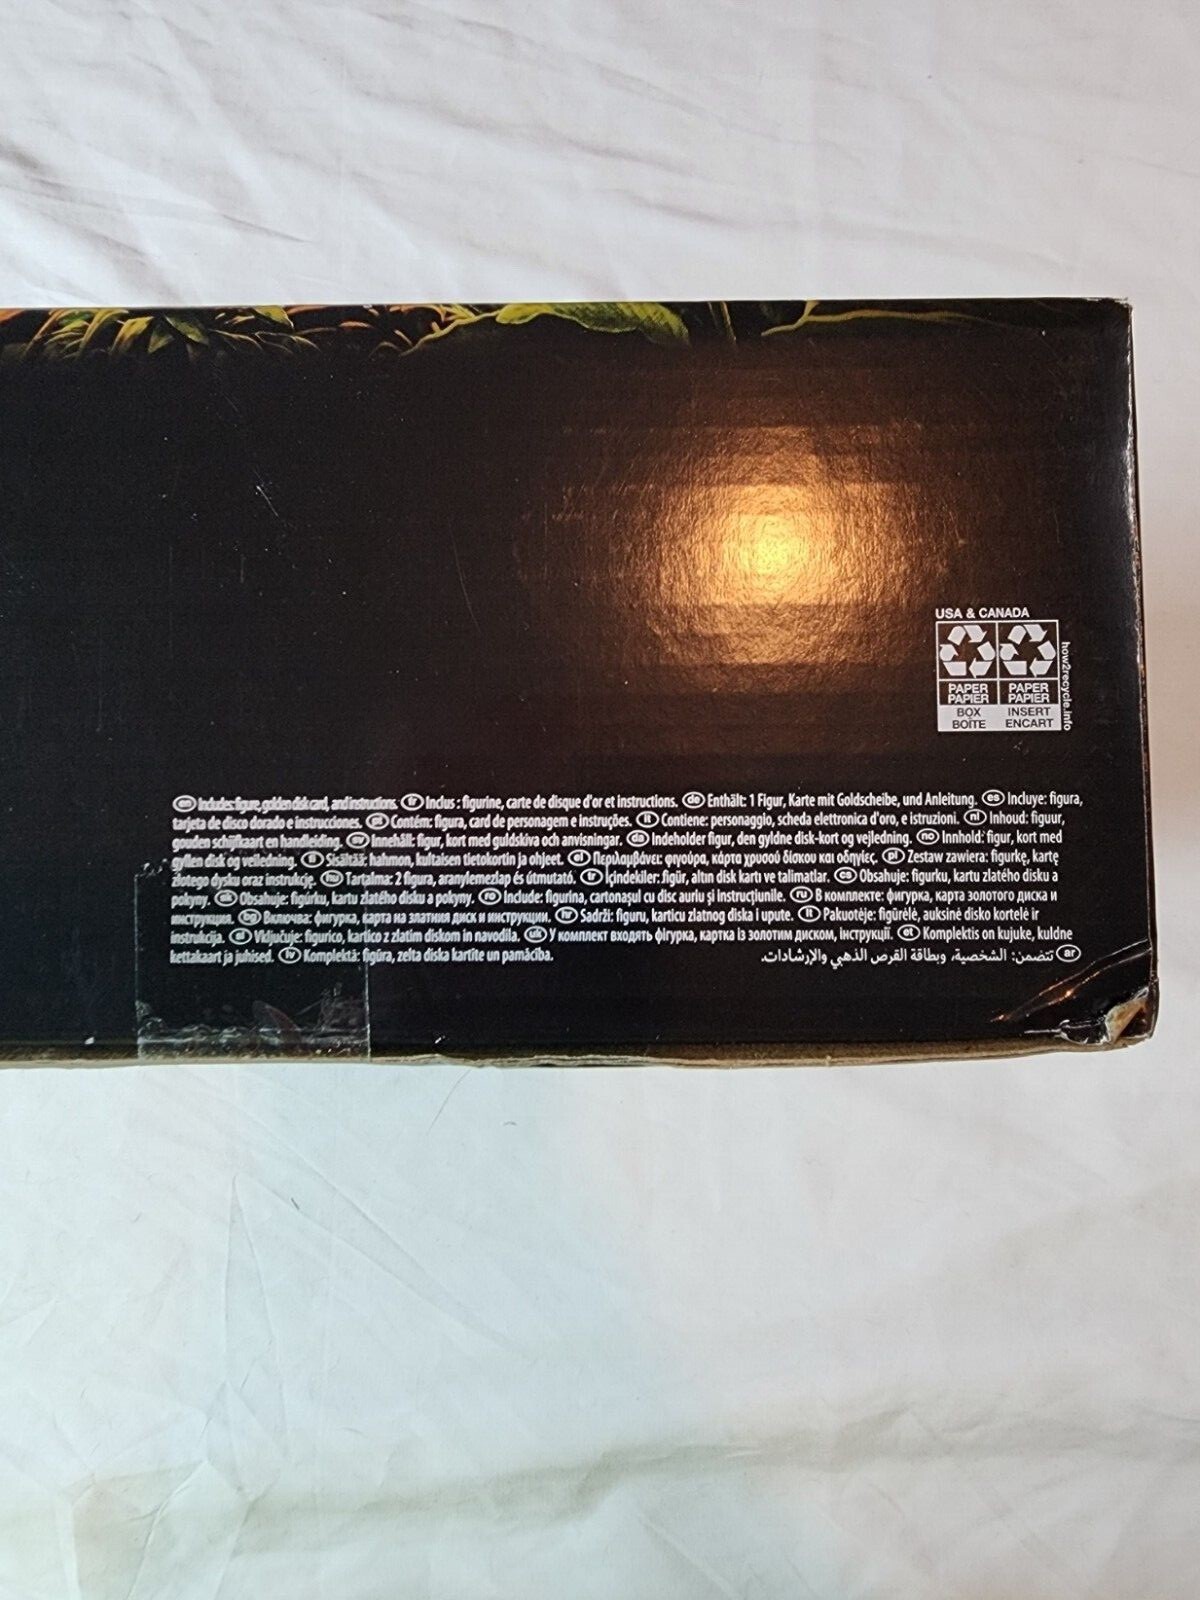 USA & CANADA
PAPER PAPER
PAPIER PAPIER
BOX INSERT
BOÎTE ENCART
how2recycle.info
en Includes: figure, golden disk card, and instructions. fr Inclus : figurine, carte de disque d'or et instructions. de Enthält: 1 Figur, Karte mit Goldscheibe, und Anleitung. es Incluye: figura,
tarjeta de disco dorado e instrucciones. pt Contém: figura, card de personagem e instruções. it Contiene: personaggio, scheda elettronica d'oro, e istruzioni. nl Inhoud: figuur,
gouden schijfkaart en handleiding. sv Innehåll: figur, kort med guldskiva och anvisningar. da Indeholder figur, den gyldne disk-kort og vejledning. no Innhold: figur, kort med
gyllen disk og veiledning. fi Sisältää: hahmon, kultaisen tietokortin ja ohjeet. el Περιλαμβάνει: φιγούρα, κάρτα χρυσού δίσκου και οδηγίες. pl Zestaw zawiera: figurkę, kartę
złotego dysku oraz instrukcję. hu Tartalma: 2 figura, aranylemezlap és útmutató. tr İçindekiler: figür, altın disk kartı ve talimatlar. cs Obsahuje: figurku, kartu zlatého disku a
pokyny. sk Obsahuje: figúrku, kartu zlatého disku a pokyny. ro Include: figurina, cartonașul cu disc auriu și instrucțiunile. ru В комплекте: фигурка, карта золотого диска и
инструкция. bg Включва: фигурка, карта на златния диск и инструкции. hr Sadrži: figuru, karticu zlatnog diska i upute. lt Pakuotėje: figūrėlė, auksinė disko kortelė ir
instrukcija. sl Vključuje: figurico, kartico z zlatim diskom in navodila. uk У комплект входять фігурка, картка із золотим диском, інструкції. et Komplektis on kujuke, kuldne
kettakaart ja juhised. lv Komplektā: figūra, zelta diska kartīte un pamācība.
ar تتضمن: الشخصية، وبطاقة القرص الذهبي والإرشادات.